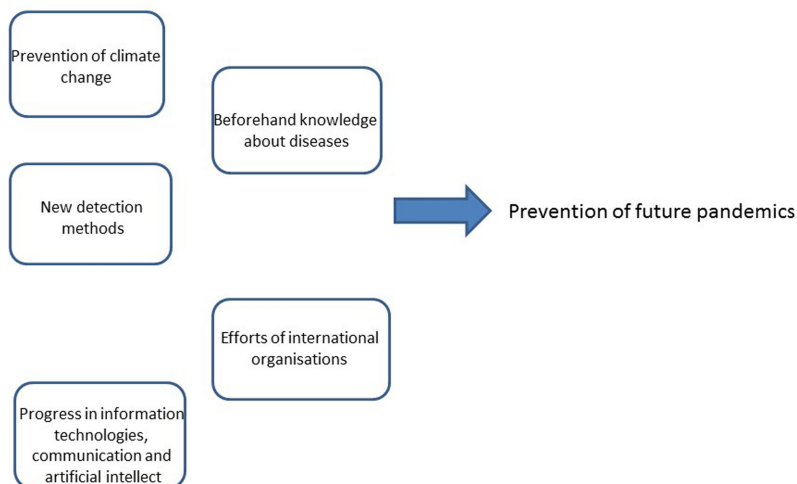 Prevention of climate
change
Beforehand knowledge
about diseases
New detection
methods
Prevention of future pandemics
Efforts of international
organisations
Progress in information
technologies,
communication and
artificial intellect